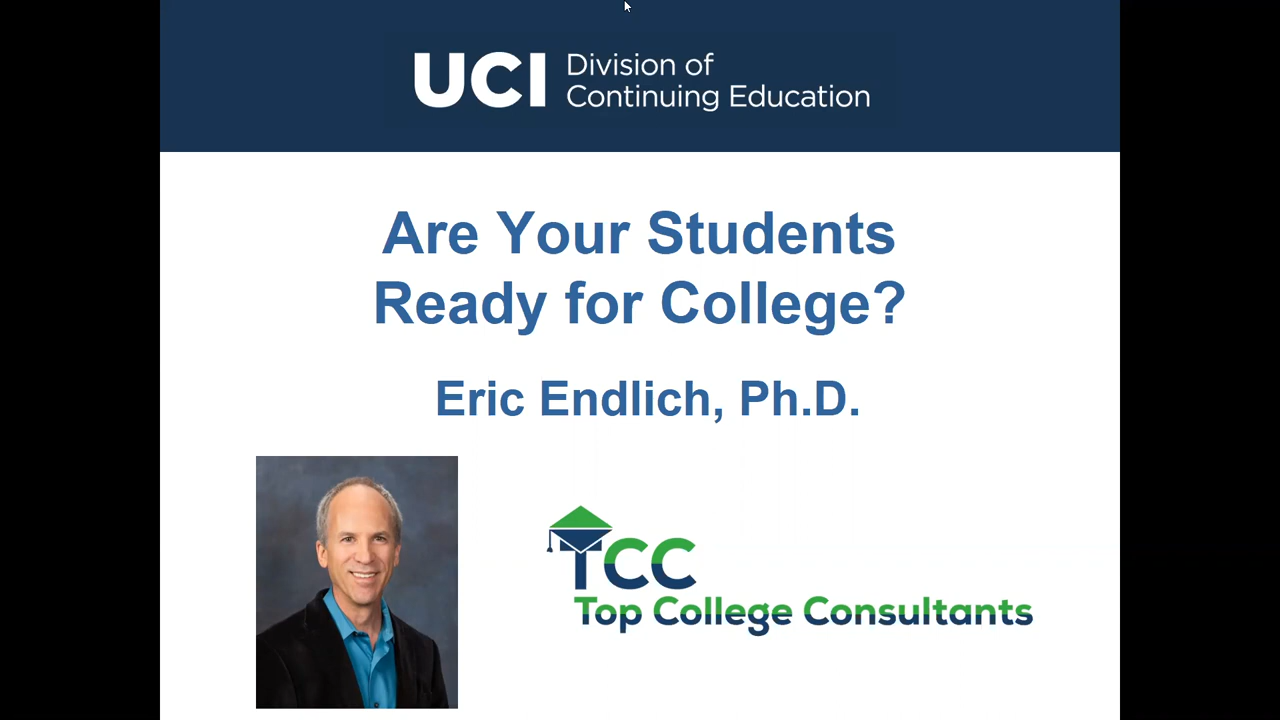 UCI
Division of
Continuing Education
Are Your Students
Ready for College?
Eric Endlich, Ph.D.
TCC
Top College Consultants